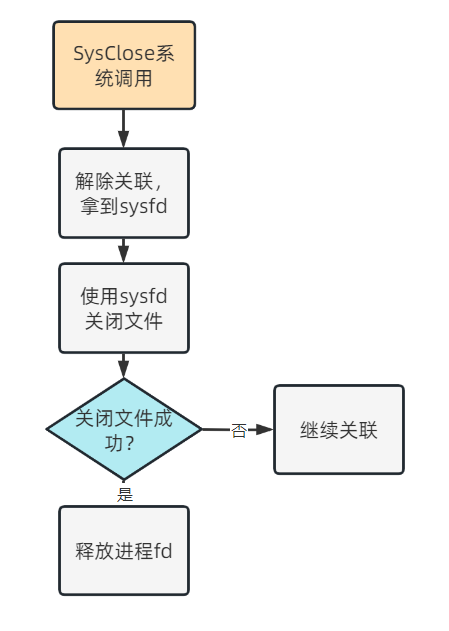 SysClose系
统调用
解除关联，
拿到sysfd
使用sysfd
关闭文件
关闭文件成
功？
否
继续关联
是
释放进程fd